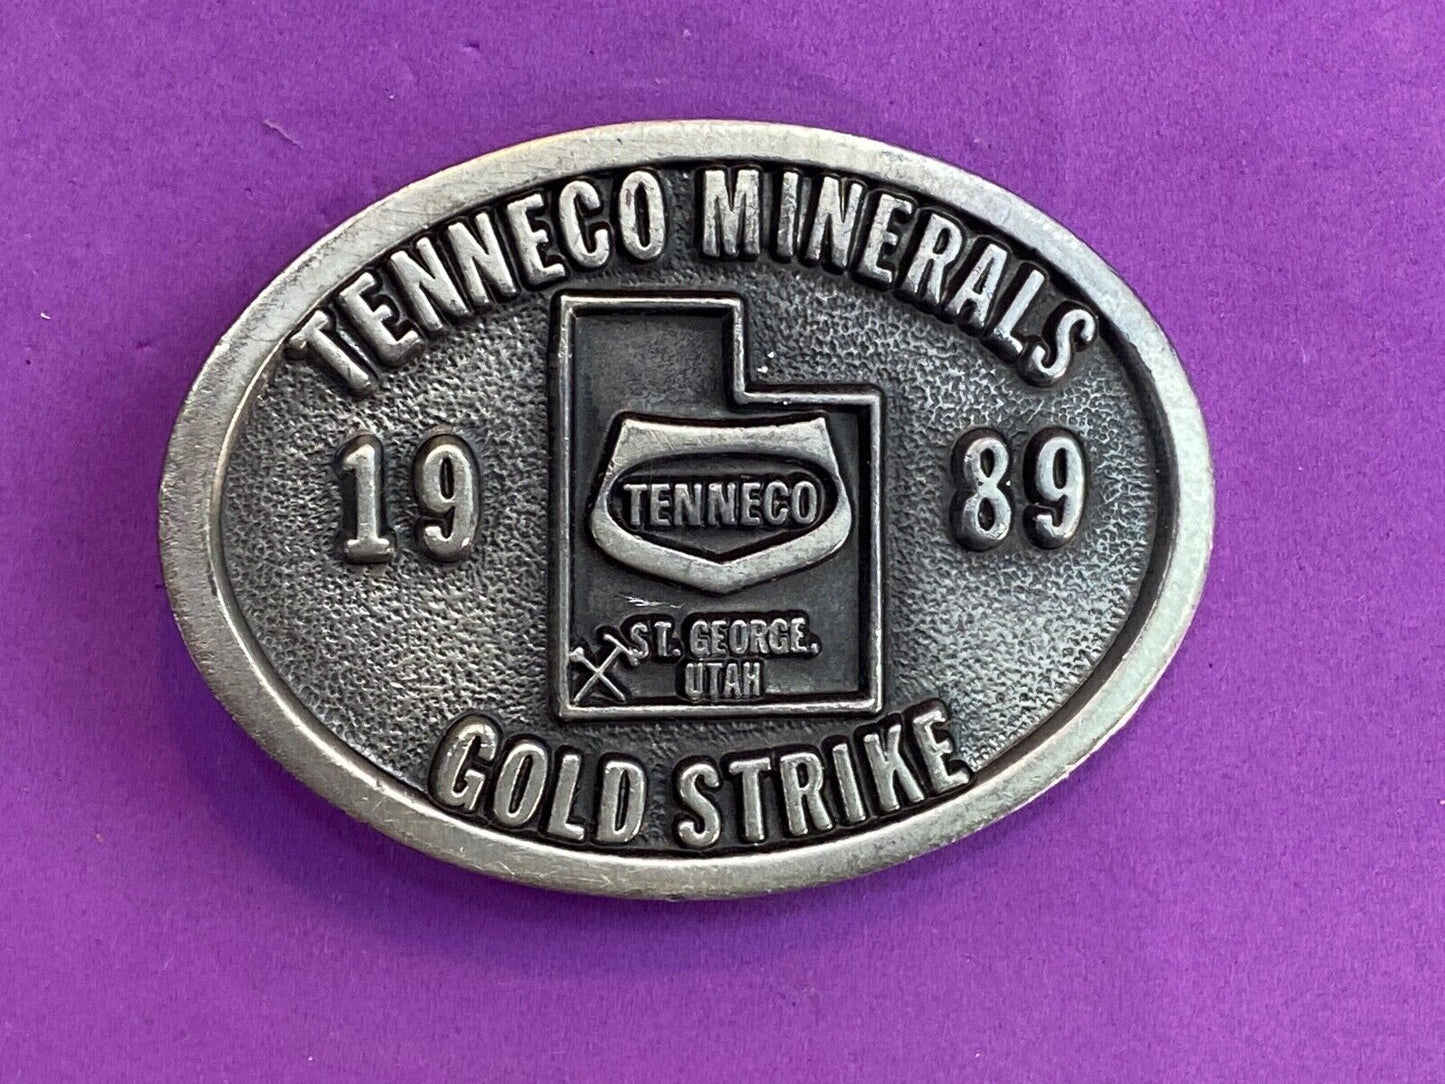 TENNECO MINERALS
19 89
TENNECO
ST. GEORGE.
UTAH
GOLD STRIKE